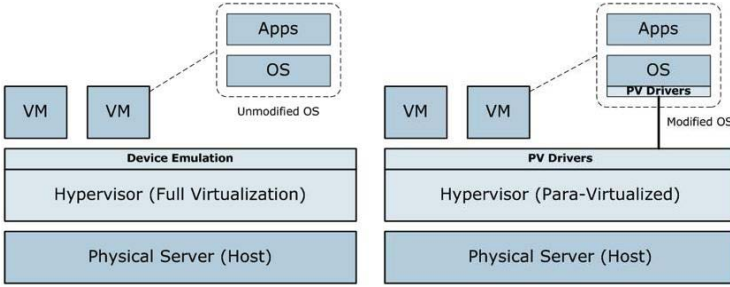 Apps
OS
VM VM
Unmodified OS
Device Emulation
Hypervisor (Full Virtualization)
Physical Server (Host)
Apps
OS
PV Drivers
VM VM
Modified OS
PV Drivers
Hypervisor (Para-Virtualized)
Physical Server (Host)